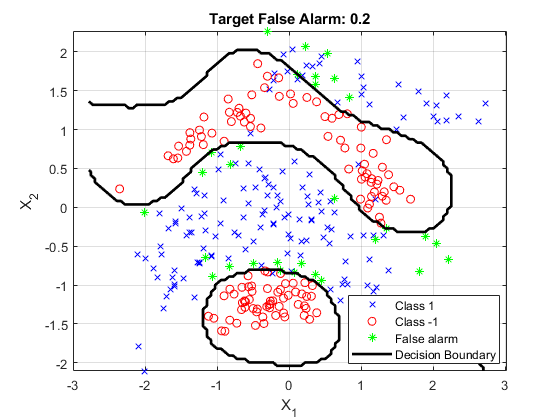 Target False Alarm: 0.2
2
1.5
1
0.5
0
-0.5
-1
-1.5
-2
X2
-3
-2
-1
0
1
2
3
X1
Class 1
Class -1
False alarm
Decision Boundary